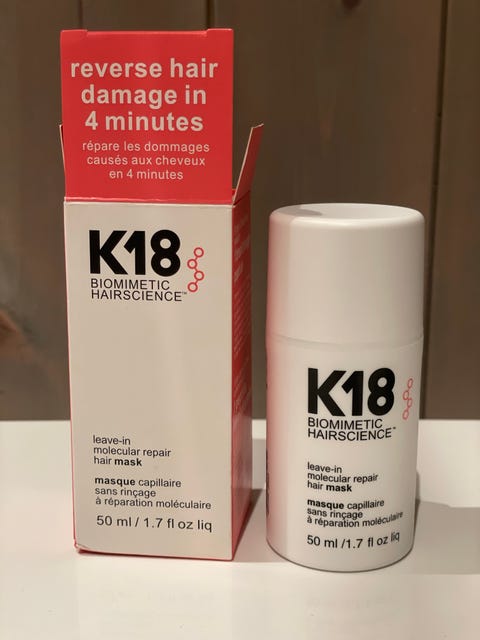 reverse hair
damage in
4 minutes
répare les dommages
causés aux cheveux
en 4 minutes
K18
BIOMIMETIC
HAIRSCIENCE™
leave-in
molecular repair
hair mask
masque capillaire
sans rinçage
à réparation moléculaire
50 ml / 1.7 fl oz liq
K18
BIOMIMETIC
HAIRSCIENCE™
leave-in
molecular repair
hair mask
masque capillaire
sans rinçage
à réparation moléculaire
50 ml / 1.7 fl oz liq